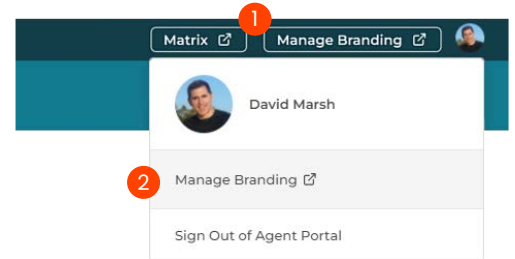 1
Matrix
Manage Branding
David Marsh
2
Manage Branding
Sign Out of Agent Portal